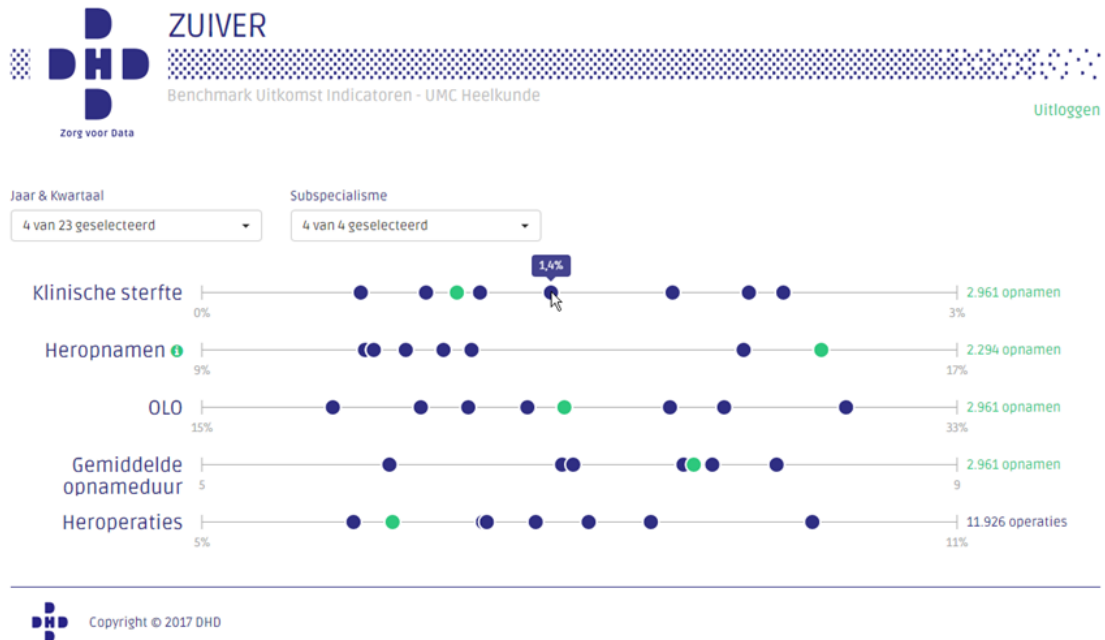 ZUIVER
D
DHD
D
Benchmark Uitkomst Indicatoren - UMC Heelkunde
Uitloggen
Zorg voor Data
Jaar & Kwartaal
Subspecialisme
4 van 23 geselecteerd
4 van 4 geselecteerd
1,4%
Klinische sterfte
2.961 opnamen
0%
3%
Heropnamen i
2.294 opnamen
9%
17%
OLO
2.961 opnamen
15%
33%
Gemiddelde
opnameduur
2.961 opnamen
5
9
Heroperaties
11.926 operaties
5%
11%
D
DHD
D
Copyright © 2017 DHD